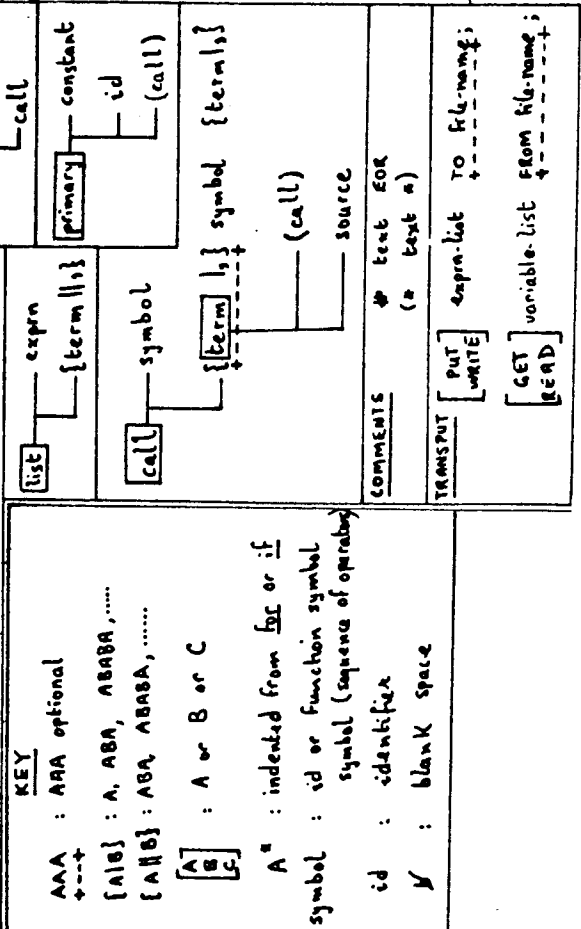 call
list
exprn
{term ||,}
primary
constant
id
(call)
call
symbol
{term |,} symbol {term|,}
+------+
(call)
source
COMMENTS
# text EOR
(* text *)
TRANSPUT
[PUT WRITE] exprn-list TO file-name;
+---------+
[GET READ] variable-list FROM file-name;
+---------+
KEY
AAA : AAA optional
+--+
{A|B} : A, ABA, ABABA,......
{A||B} : ABA, ABABA,......
[A B C] : A or B or C
A* : indented from for or if
symbol : id or function symbol
symbol (sequence of operators)
id : identifier
: blank space